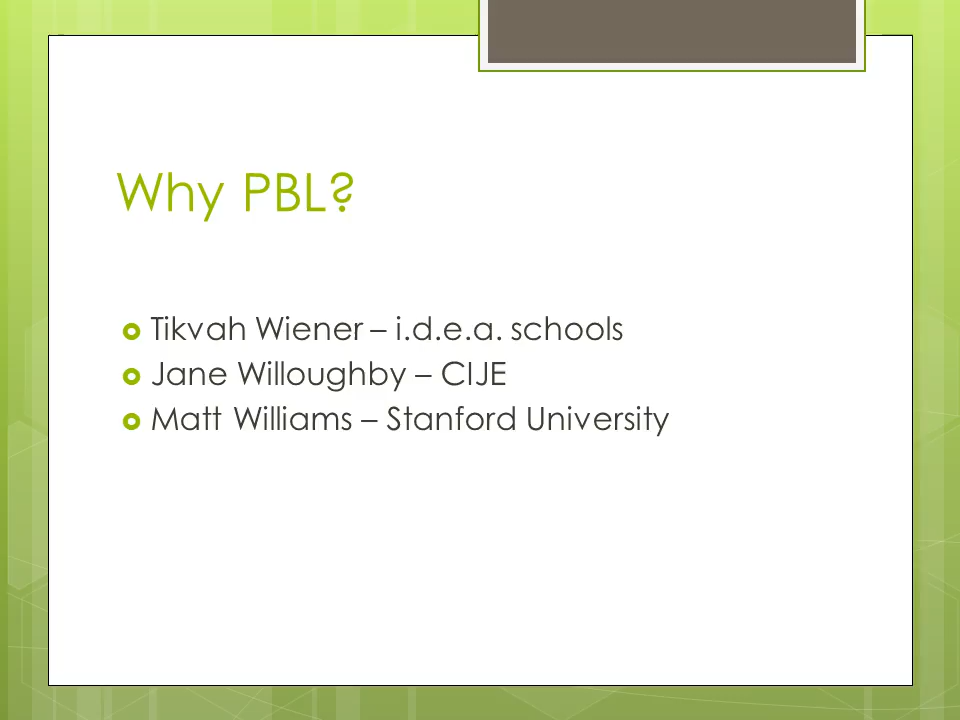 Why PBL?
Tikvah Wiener – i.d.e.a. schools
Jane Willoughby – CIJE
Matt Williams – Stanford University